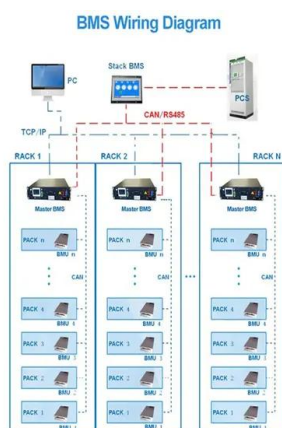 BMS Wiring Diagram
Stack BMS
PC
PCS
CAN/RS485
TCP/IP
RACK 1
RACK 2
RACK N
Master BMS
Master BMS
Master BMS
PACK n
PACK n
PACK n
BMU n
BMU n
BMU n
CAN
CAN
CAN
PACK 4
PACK 4
PACK 4
BMU 4
BMU 4
BMU 4
PACK 3
PACK 3
PACK 3
BMU 3
BMU 3
BMU 3
PACK 2
PACK 2
PACK 2
BMU 2
BMU 2
BMU 2
PACK 1
PACK 1
PACK 1